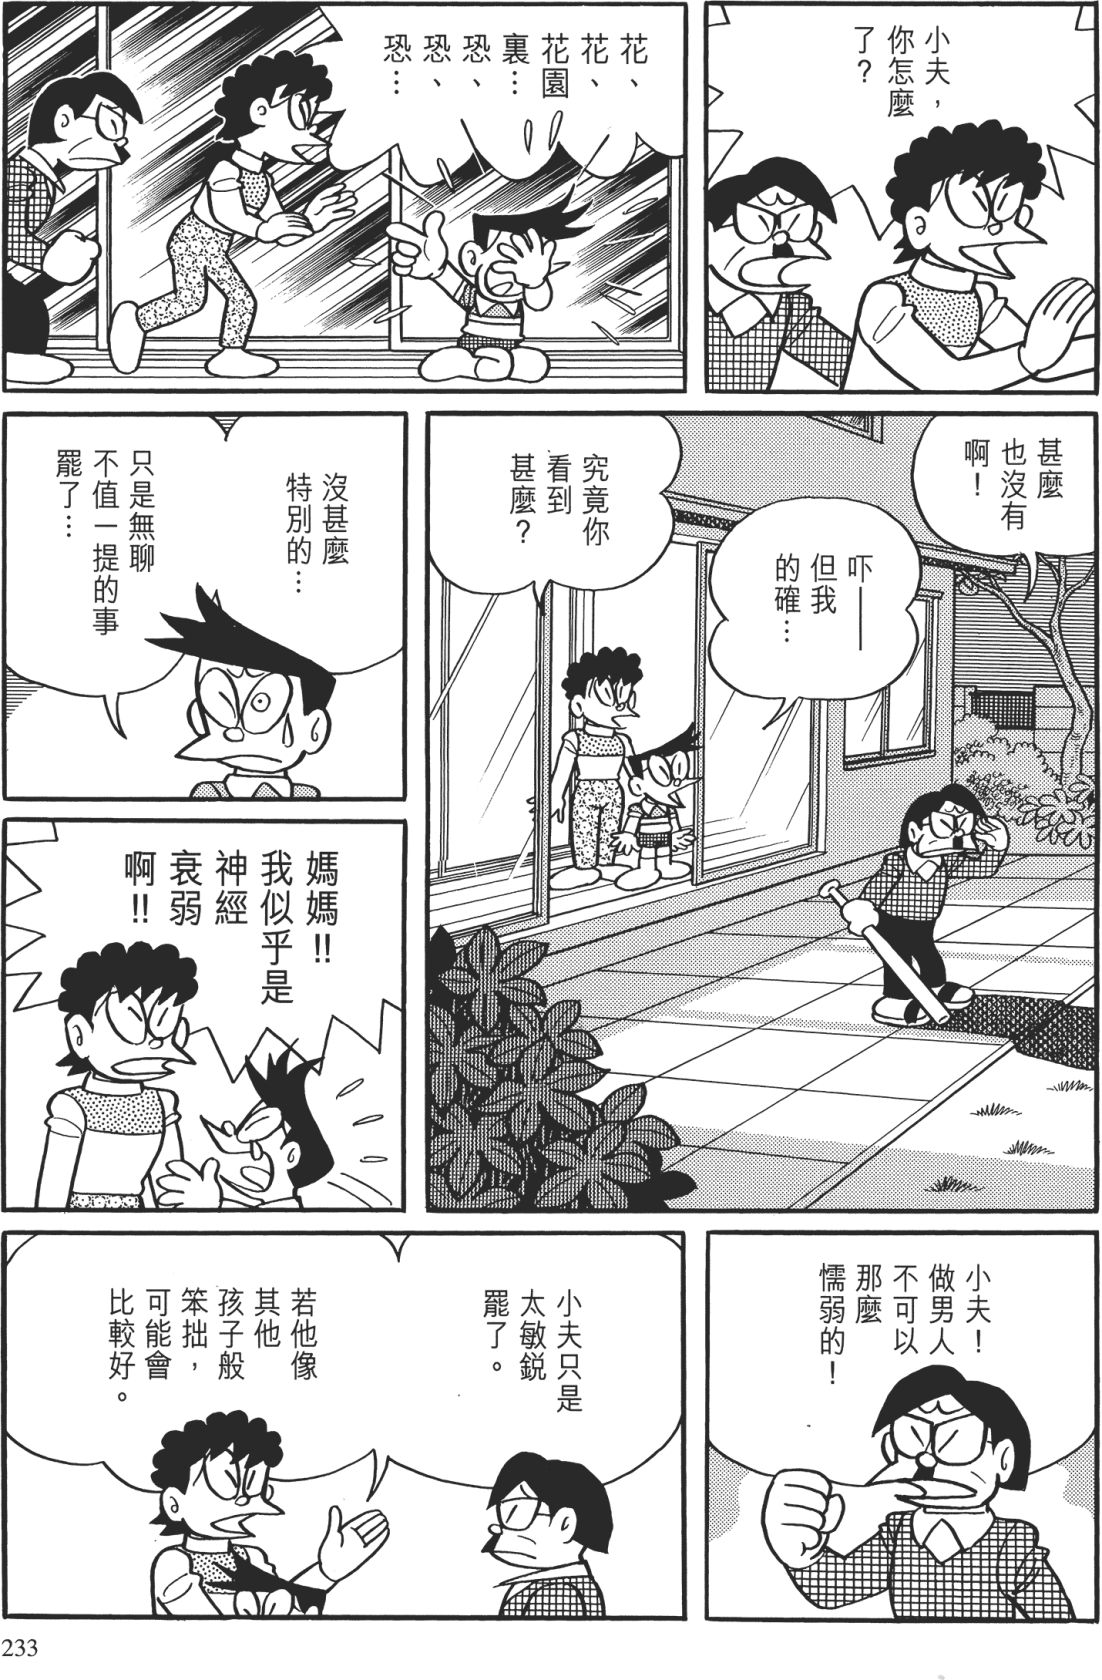 小夫，
你怎麼
了？
花、
花、
花園
裏…
恐、
恐、
恐…
甚麼
也沒有
啊！
吓——
但我
的確…
究竟你
看到
甚麼？
沒甚麼
特別的…
只是無聊
不值一提的事
罷了…
媽媽!!
我似乎是
神經
衰弱
啊!!
小夫！
做男人
不可以
那麼
懦弱的！
小夫只是
太敏銳
罷了。
若他像
其他
孩子般
笨拙，
可能會
比較好。
233